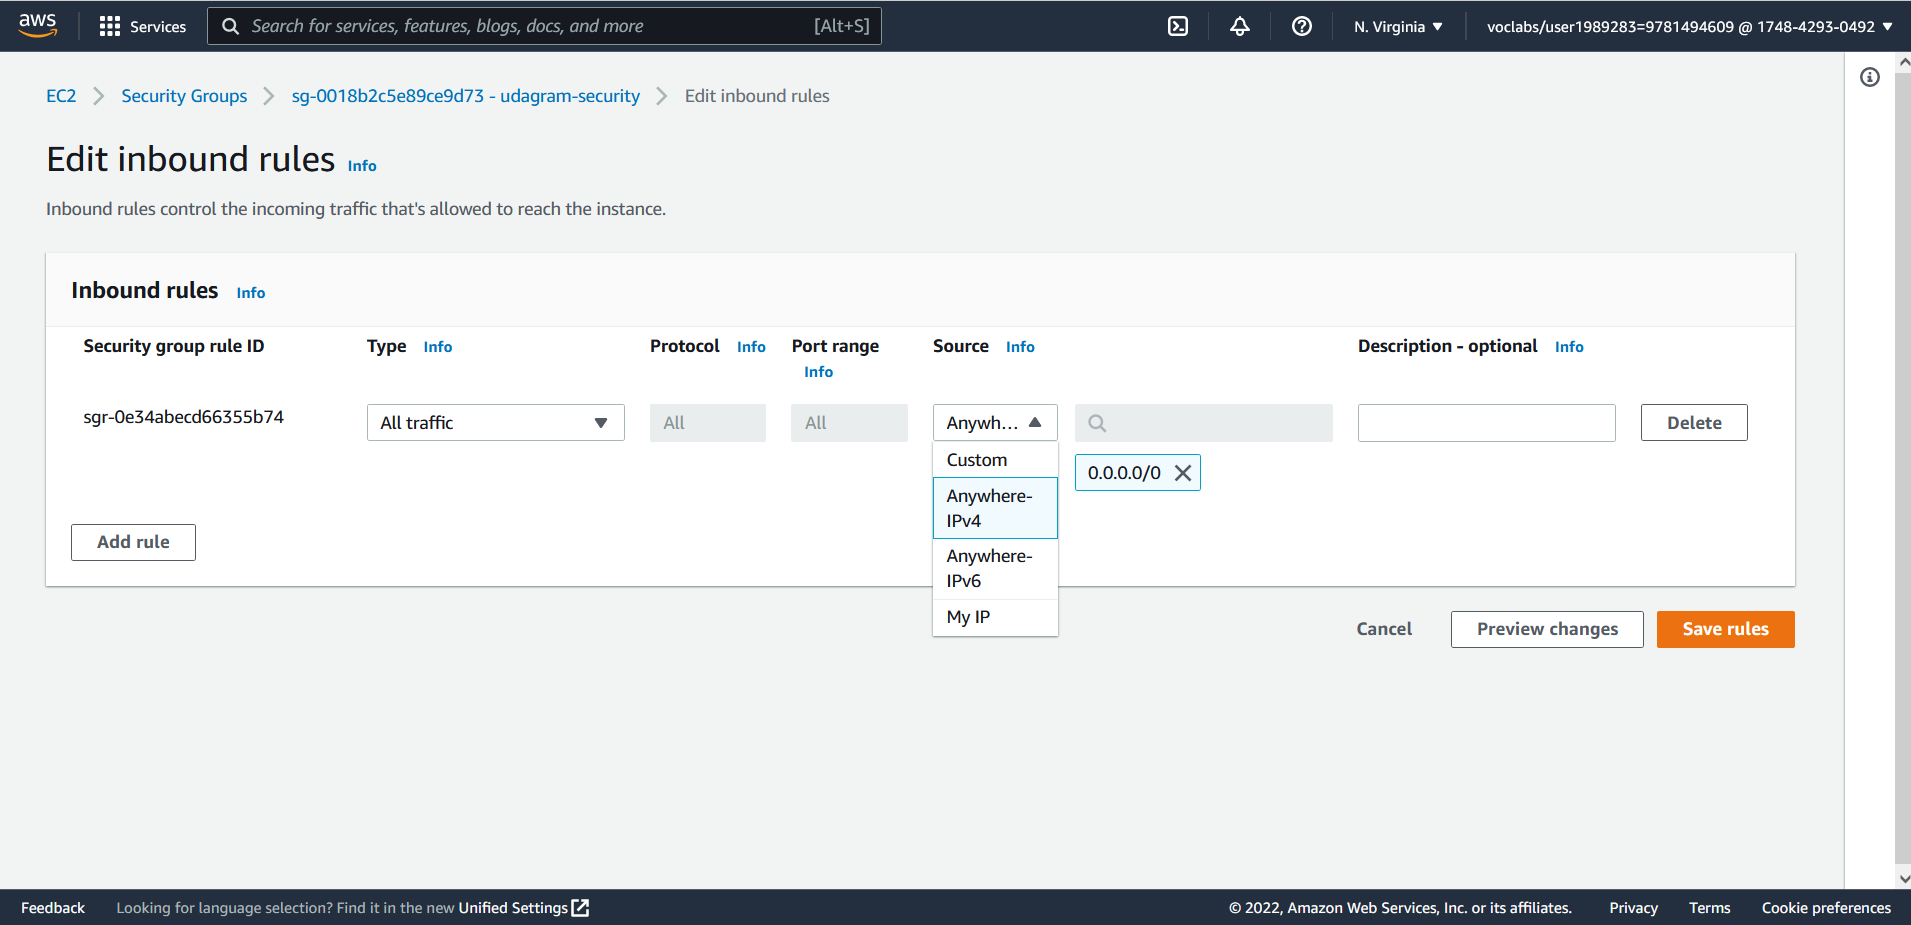 aws
Services
Search for services, features, blogs, docs, and more [Alt+S]
N. Virginia
voclabs/user1989283=9781494609 @ 1748-4293-0492
EC2 Security Groups sg-0018b2c5e89ce9d73 - udagram-security Edit inbound rules
Edit inbound rules Info
Inbound rules control the incoming traffic that's allowed to reach the instance.
Inbound rules Info
Security group rule ID
Type Info
Protocol Info
Port range
Info
Source Info
Description - optional Info
sgr-0e34abecd66355b74
All traffic
All
All
Anywh...
Custom
Anywhere-
IPv4
Anywhere-
IPv6
My IP
0.0.0.0/0
Delete
Add rule
Cancel
Preview changes
Save rules
Feedback
Looking for language selection? Find it in the new Unified Settings
© 2022, Amazon Web Services, Inc. or its affiliates.
Privacy
Terms
Cookie preferences